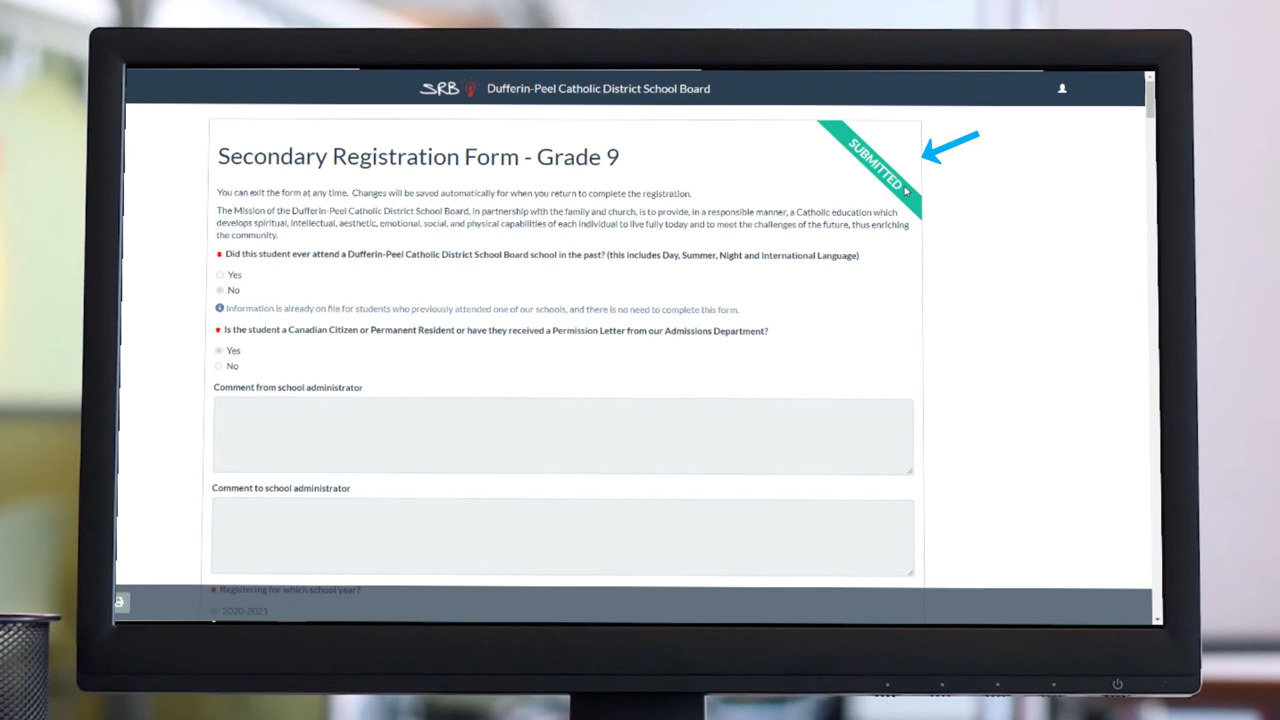 SRB Dufferin-Peel Catholic District School Board
Secondary Registration Form - Grade 9
SUBMITTED
You can exit the form at any time. Changes will be saved automatically for when you return to complete the registration.
The Mission of the Dufferin-Peel Catholic District School Board, in partnership with the family and church, is to provide, in a responsible manner, a Catholic education which
develops spiritual, intellectual, aesthetic, emotional, social, and physical capabilities of each individual to live fully today and to meet the challenges of the future, thus enriching
the community.
Did this student ever attend a Dufferin-Peel Catholic District School Board school in the past? (this includes Day, Summer, Night and International Language)
Yes
No
Information is already on file for students who previously attended one of our schools, and there is no need to complete this form.
Is the student a Canadian Citizen or Permanent Resident or have they received a Permission Letter from our Admissions Department?
Yes
No
Comment from school administrator
Comment to school administrator
Registering for which school year?
2020-2021